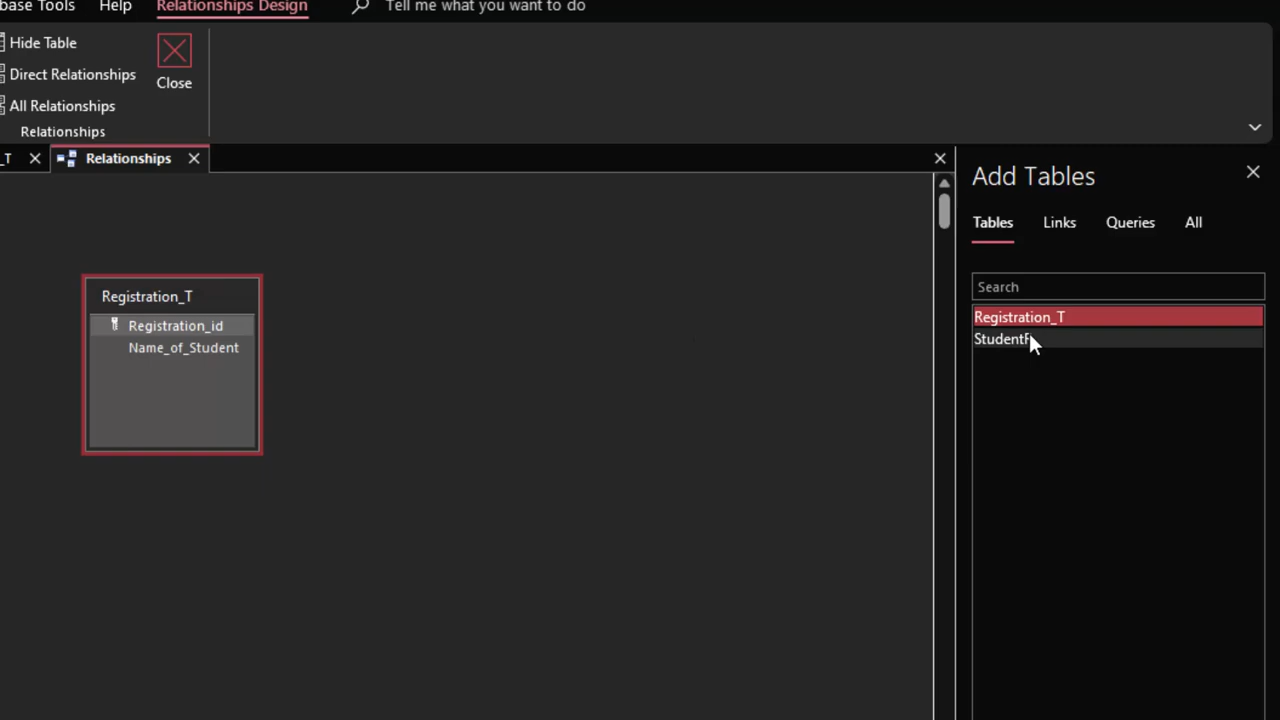 base Tools Help Relationships Design Tell me what you want to do
Hide Table
Direct Relationships
Close
All Relationships
Relationships
_T Relationships
Add Tables
Tables Links Queries All
Search
Registration_T
Registration_T
Registration_id
Name_of_Student